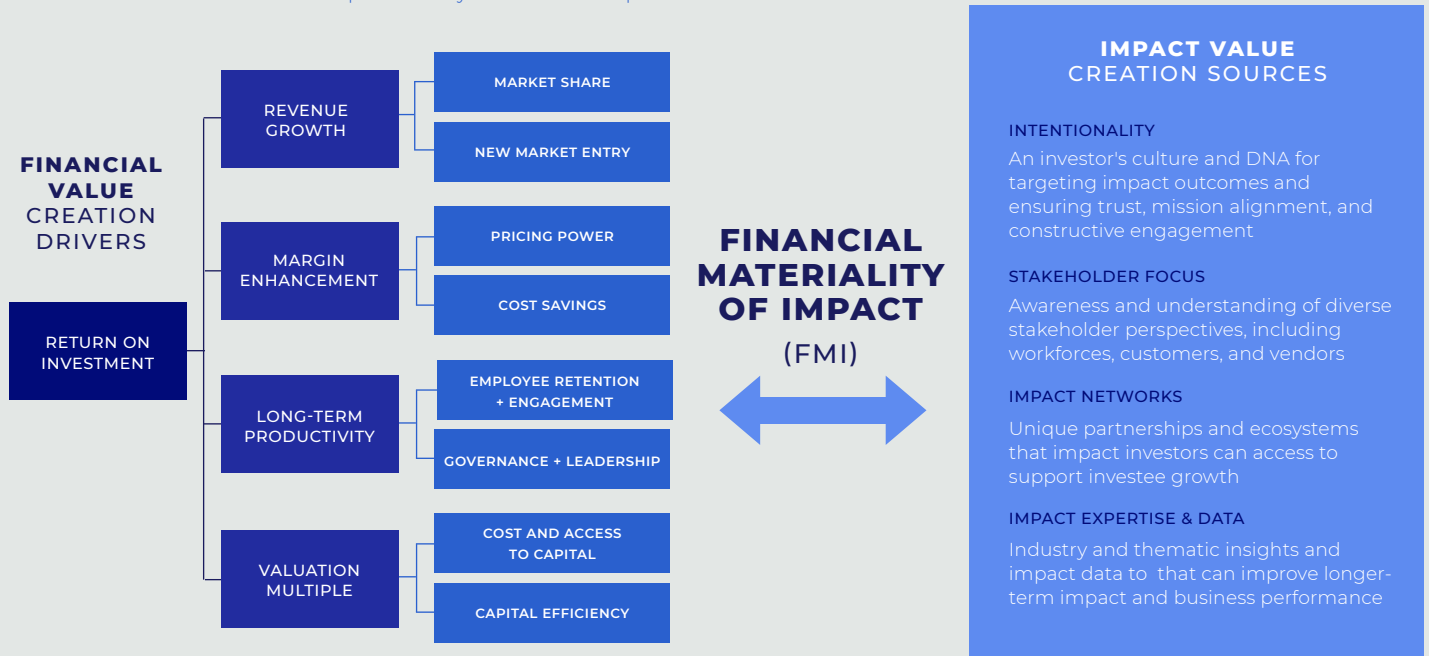 FINANCIAL
VALUE
CREATION
DRIVERS
RETURN ON
INVESTMENT
REVENUE
GROWTH
MARKET SHARE
NEW MARKET ENTRY
MARGIN
ENHANCEMENT
PRICING POWER
COST SAVINGS
LONG-TERM
PRODUCTIVITY
EMPLOYEE RETENTION
+ ENGAGEMENT
GOVERNANCE + LEADERSHIP
VALUATION
MULTIPLE
COST AND ACCESS
TO CAPITAL
CAPITAL EFFICIENCY
FINANCIAL
MATERIALITY
OF IMPACT
(FMI)
IMPACT VALUE
CREATION SOURCES
INTENTIONALITY
An investor's culture and DNA for
targeting impact outcomes and
ensuring trust, mission alignment, and
constructive engagement
STAKEHOLDER FOCUS
Awareness and understanding of diverse
stakeholder perspectives, including
workforces, customers, and vendors
IMPACT NETWORKS
Unique partnerships and ecosystems
that impact investors can access to
support investee growth
IMPACT EXPERTISE & DATA
Industry and thematic insights and
impact data to  that can improve longer-
term impact and business performance